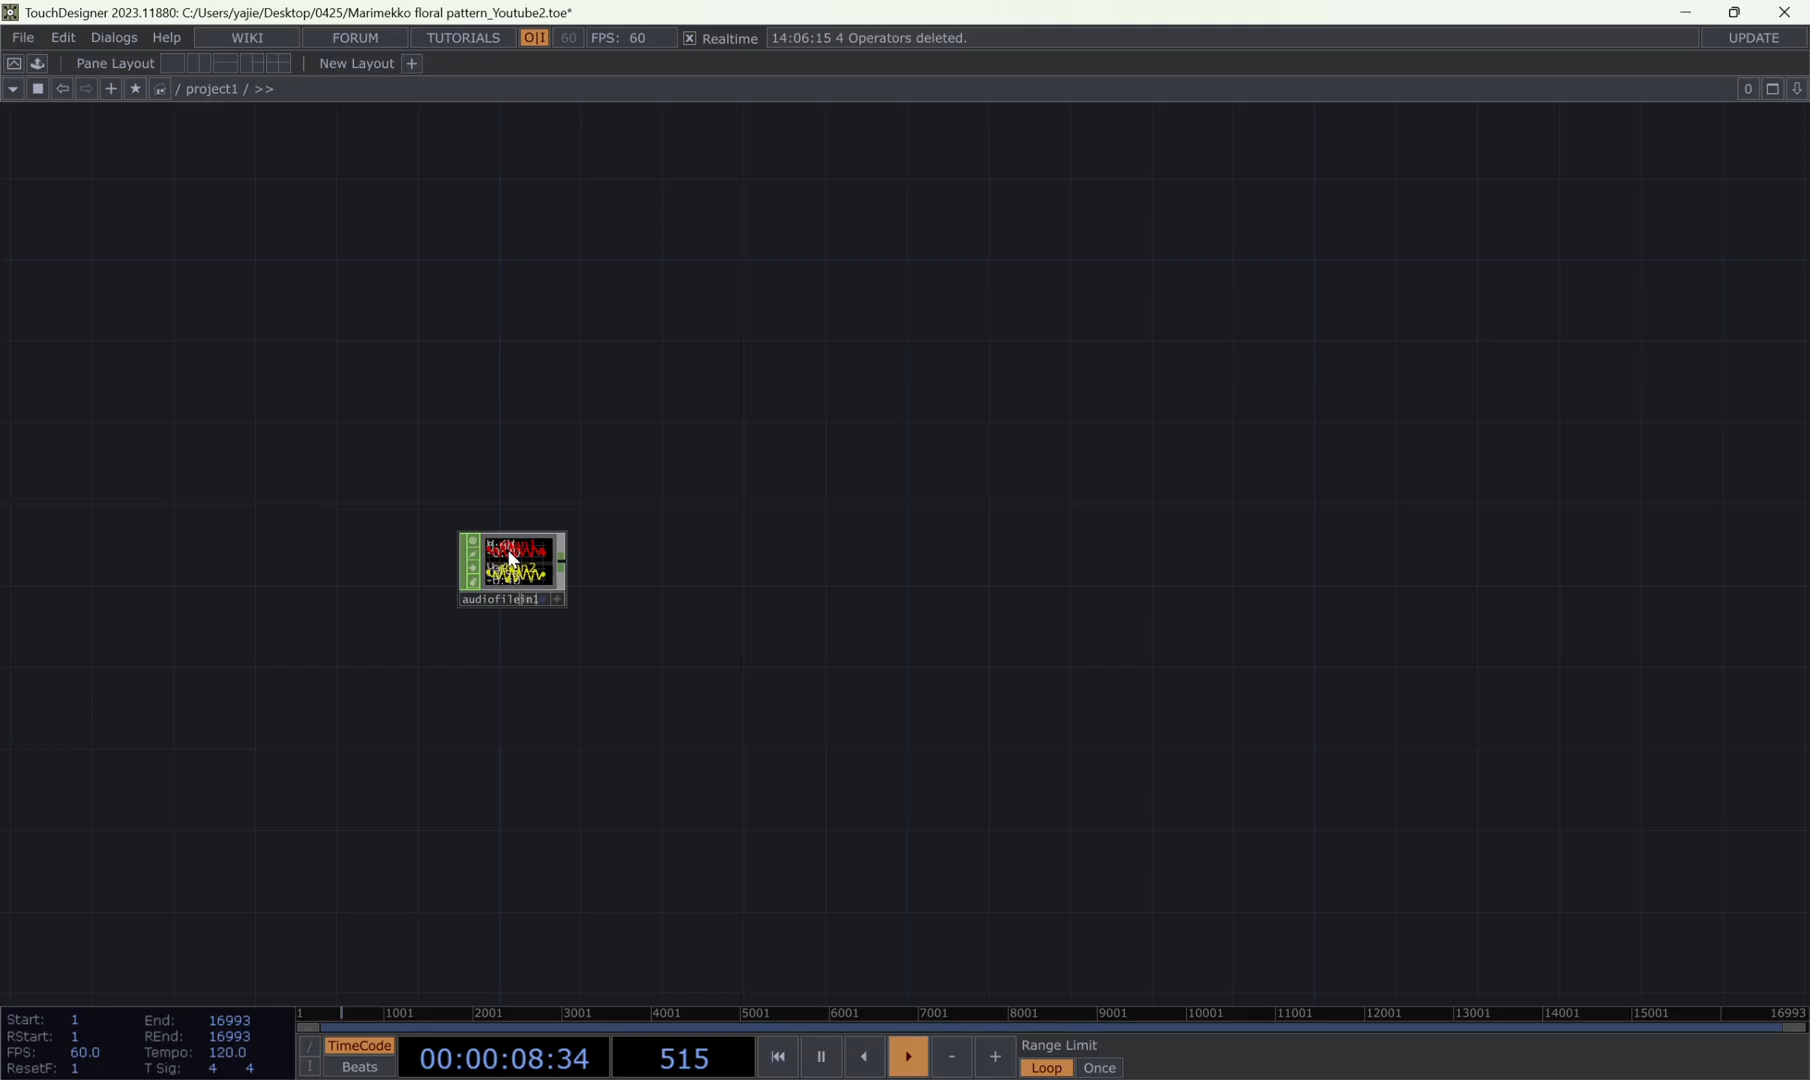 TouchDesigner 2023.11880: C:/Users/yajie/Desktop/0425/Marimekko floral pattern_Youtube2.toe*
File Edit Dialogs Help WIKI FORUM TUTORIALS O|I 60 FPS: 60 Realtime 14:06:15 4 Operators deleted. UPDATE
Pane Layout New Layout +
/ project1 / >> 0
audiofilein1
Start: 1 End: 16993
RStart: 1 REnd: 16993
FPS: 60.0 Tempo: 120.0
ResetF: 1 T Sig: 4 4
1 1001 2001 3001 4001 5001 6001 7001 8001 9001 10001 11001 12001 13001 14001 15001 16993
TimeCode
Beats
00:00:08:34 515
- +
Range Limit
Loop Once